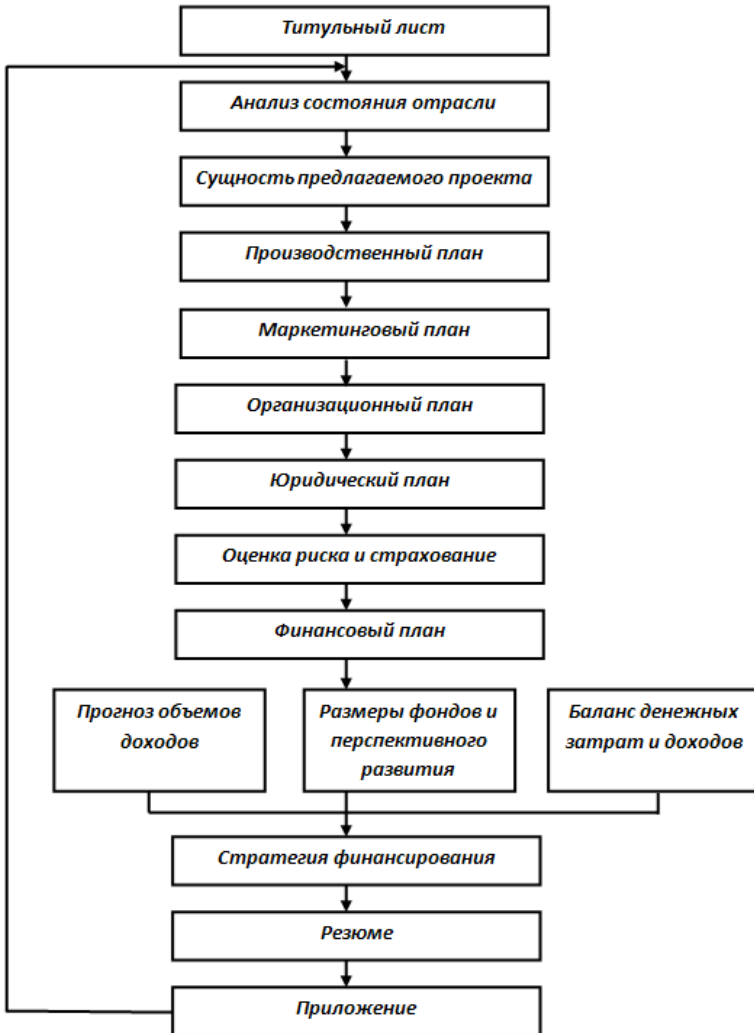 Титульный лист
Анализ состояния отрасли
Сущность предлагаемого проекта
Производственный план
Маркетинговый план
Организационный план
Юридический план
Оценка риска и страхование
Финансовый план
Прогноз объемов
доходов
Размеры фондов и
перспективного
развития
Баланс денежных
затрат и доходов
Стратегия финансирования
Резюме
Приложение